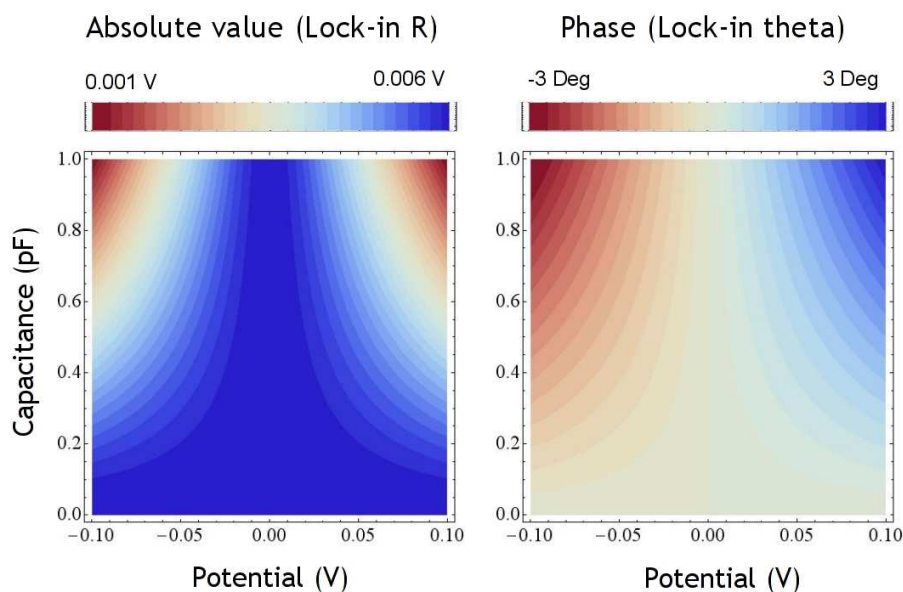 Absolute value (Lock-in R)
0.001 V 0.006 V
1.0
0.8
0.6
0.4
0.2
0.0
Capacitance (pF)
−0.10 −0.05 0.00 0.05 0.10
Potential (V)
Phase (Lock-in theta)
-3 Deg 3 Deg
1.0
0.8
0.6
0.4
0.2
0.0
−0.10 −0.05 0.00 0.05 0.10
Potential (V)